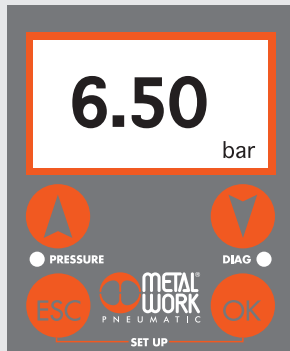 6.50
bar
PRESSURE
DIAG
ESC
METAL®
WORK
PNEUMATIC
OK
SET UP